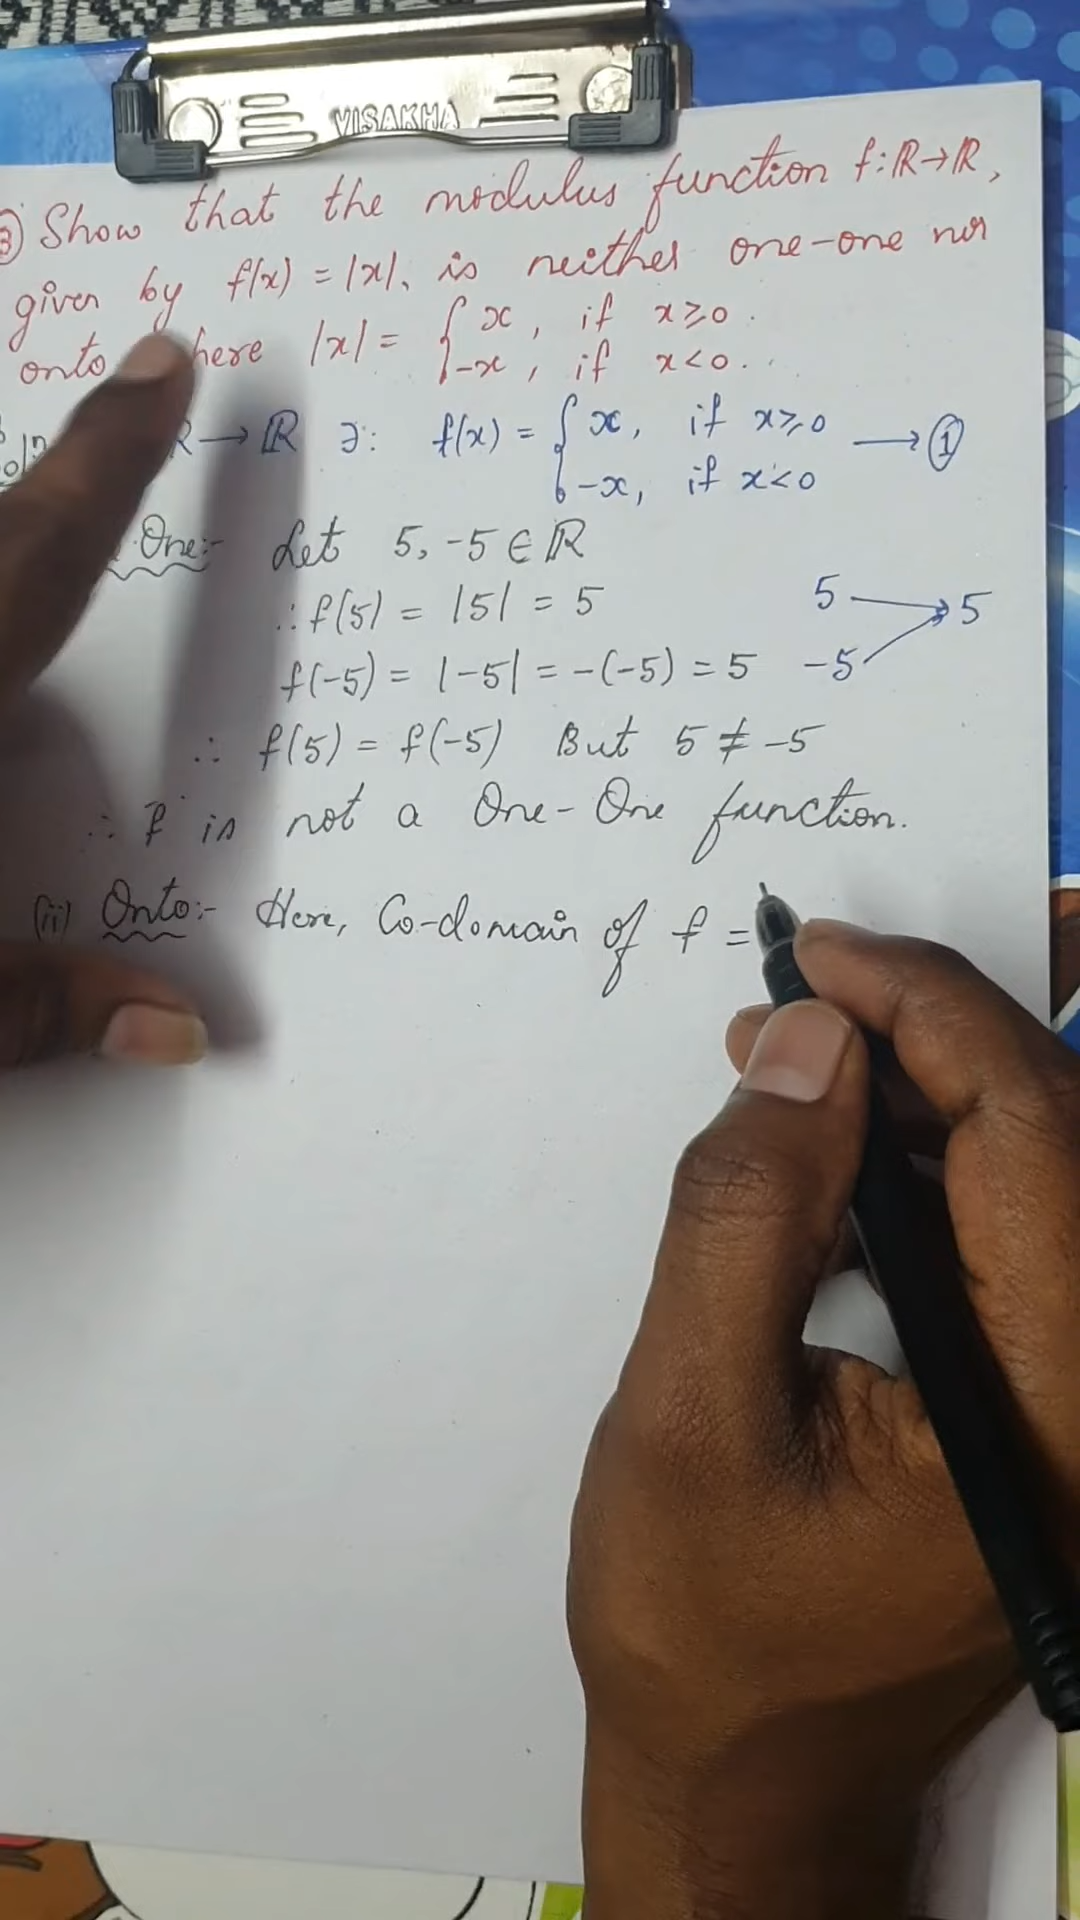 VISAKHA
3) Show that the modulus function f:ℝ→ℝ,
given by f(x) = |x|, is neither one-one nor
onto here |x| = { x, if x≥0.
-x, if x<0.
R → ℝ ∋: f(x) = { x, if x≥0 → ①
-x, if x<0
One:- Let 5, -5 ∈ ℝ
∴ f(5) = |5| = 5
5 → 5
f(-5) = |-5| = -(-5) = 5
-5
∴ f(5) = f(-5) But 5 ≠ -5
∴ f is not a One-One function.
(ii) Onto:- Here, Co-domain of f =